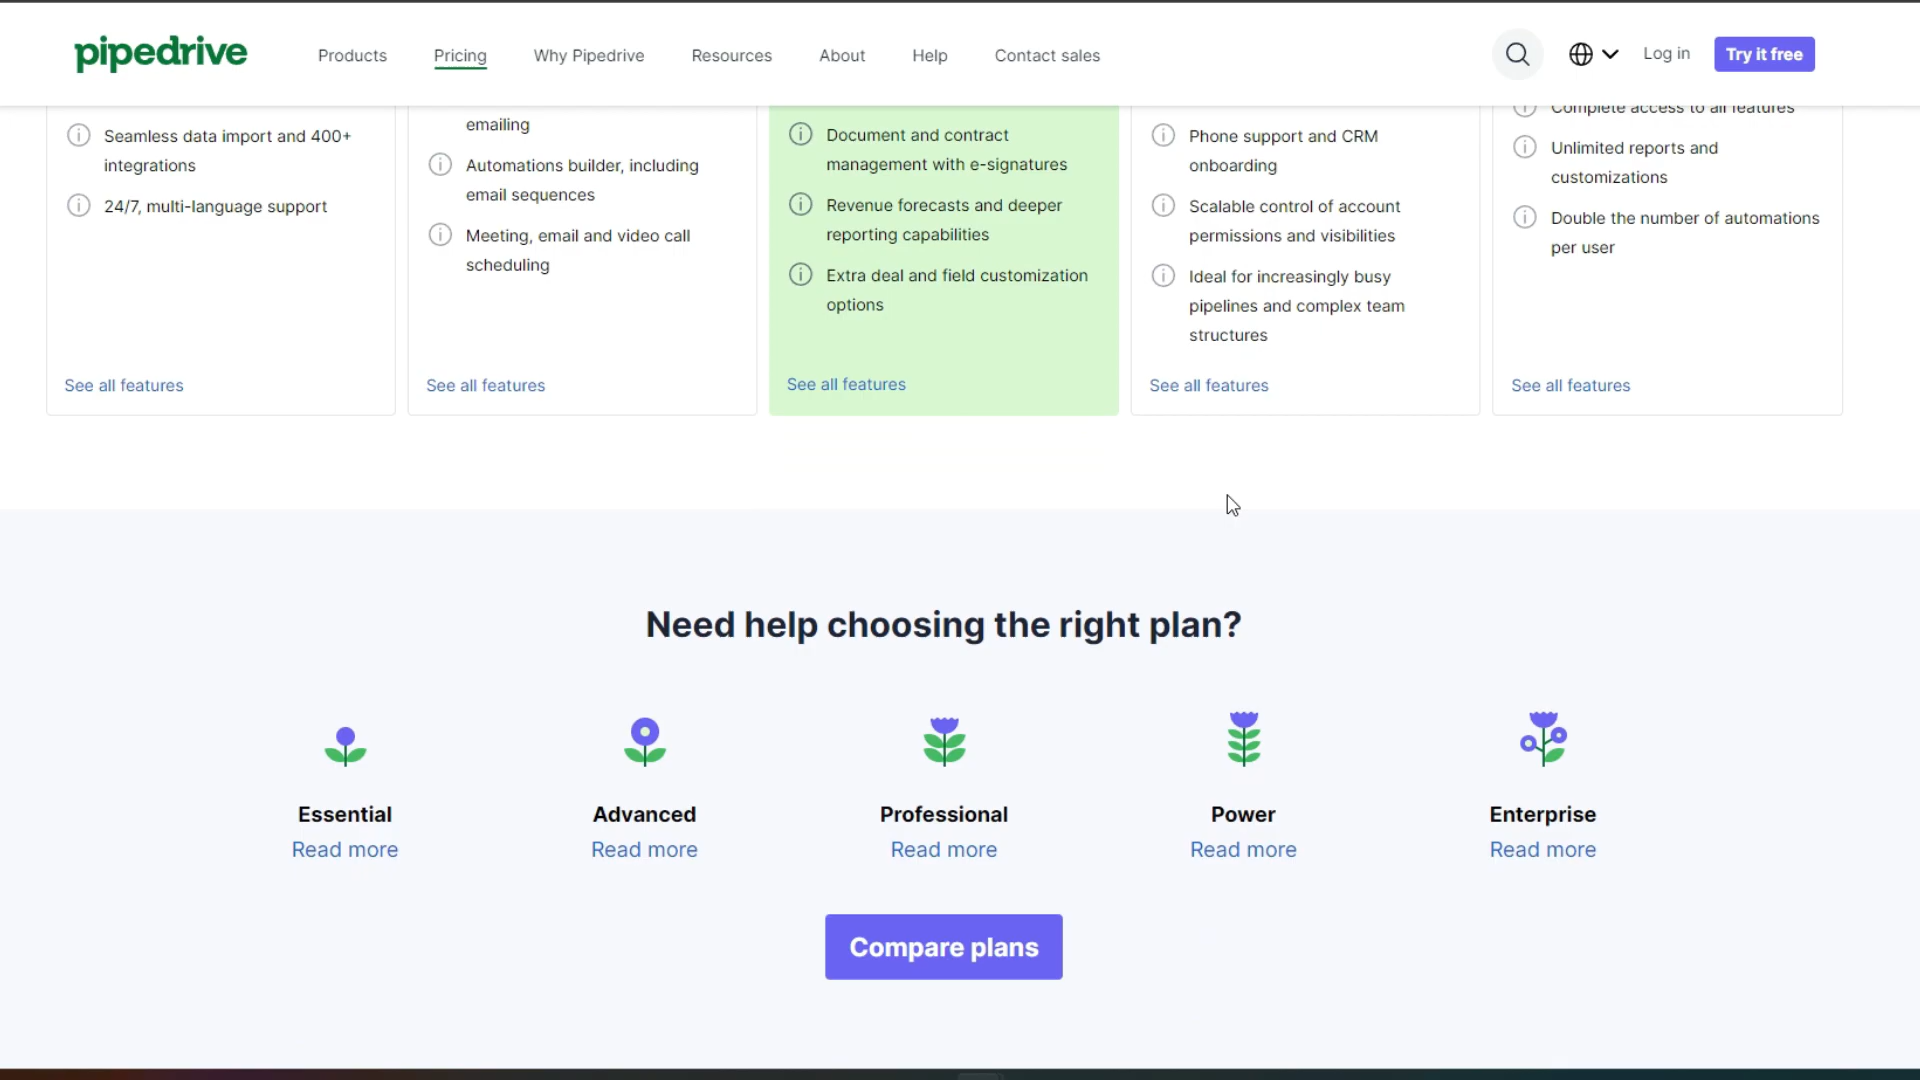 pipedrive
Products
Pricing
Why Pipedrive
Resources
About
Help
Contact sales
Log in
Try it free
Seamless data import and 400+
integrations
24/7, multi-language support
See all features
emailing
Automations builder, including
email sequences
Meeting, email and video call
scheduling
See all features
Document and contract
management with e-signatures
Revenue forecasts and deeper
reporting capabilities
Extra deal and field customization
options
See all features
Phone support and CRM
onboarding
Scalable control of account
permissions and visibilities
Ideal for increasingly busy
pipelines and complex team
structures
See all features
Complete access to all features
Unlimited reports and
customizations
Double the number of automations
per user
See all features
Need help choosing the right plan?
Essential
Read more
Advanced
Read more
Professional
Read more
Power
Read more
Enterprise
Read more
Compare plans